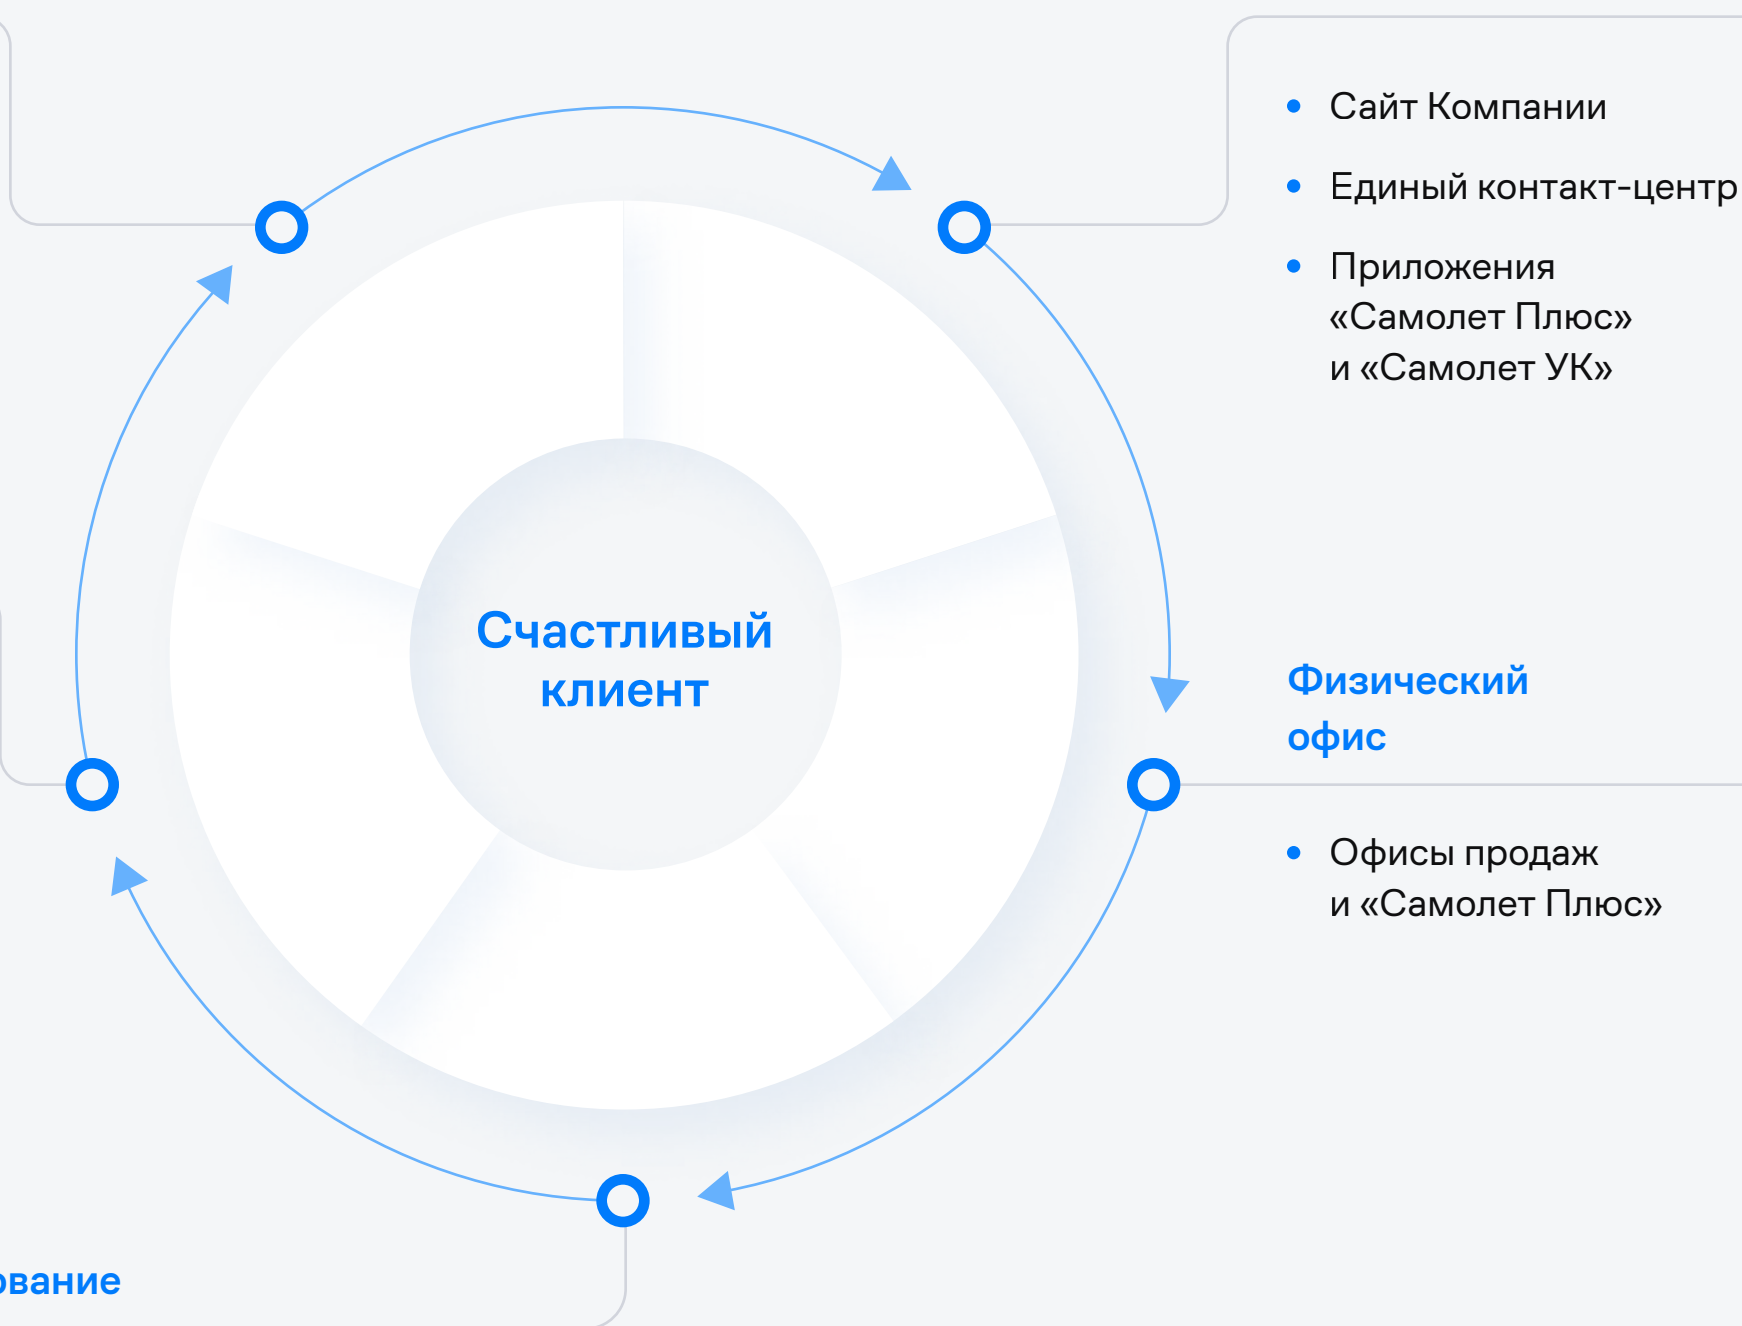 Сайт Компании
Единый контакт-центр
Приложения
«Самолет Плюс»
и «Самолет УК»
Счастливый
клиент
Физический
офис
Офисы продаж
и «Самолет Плюс»